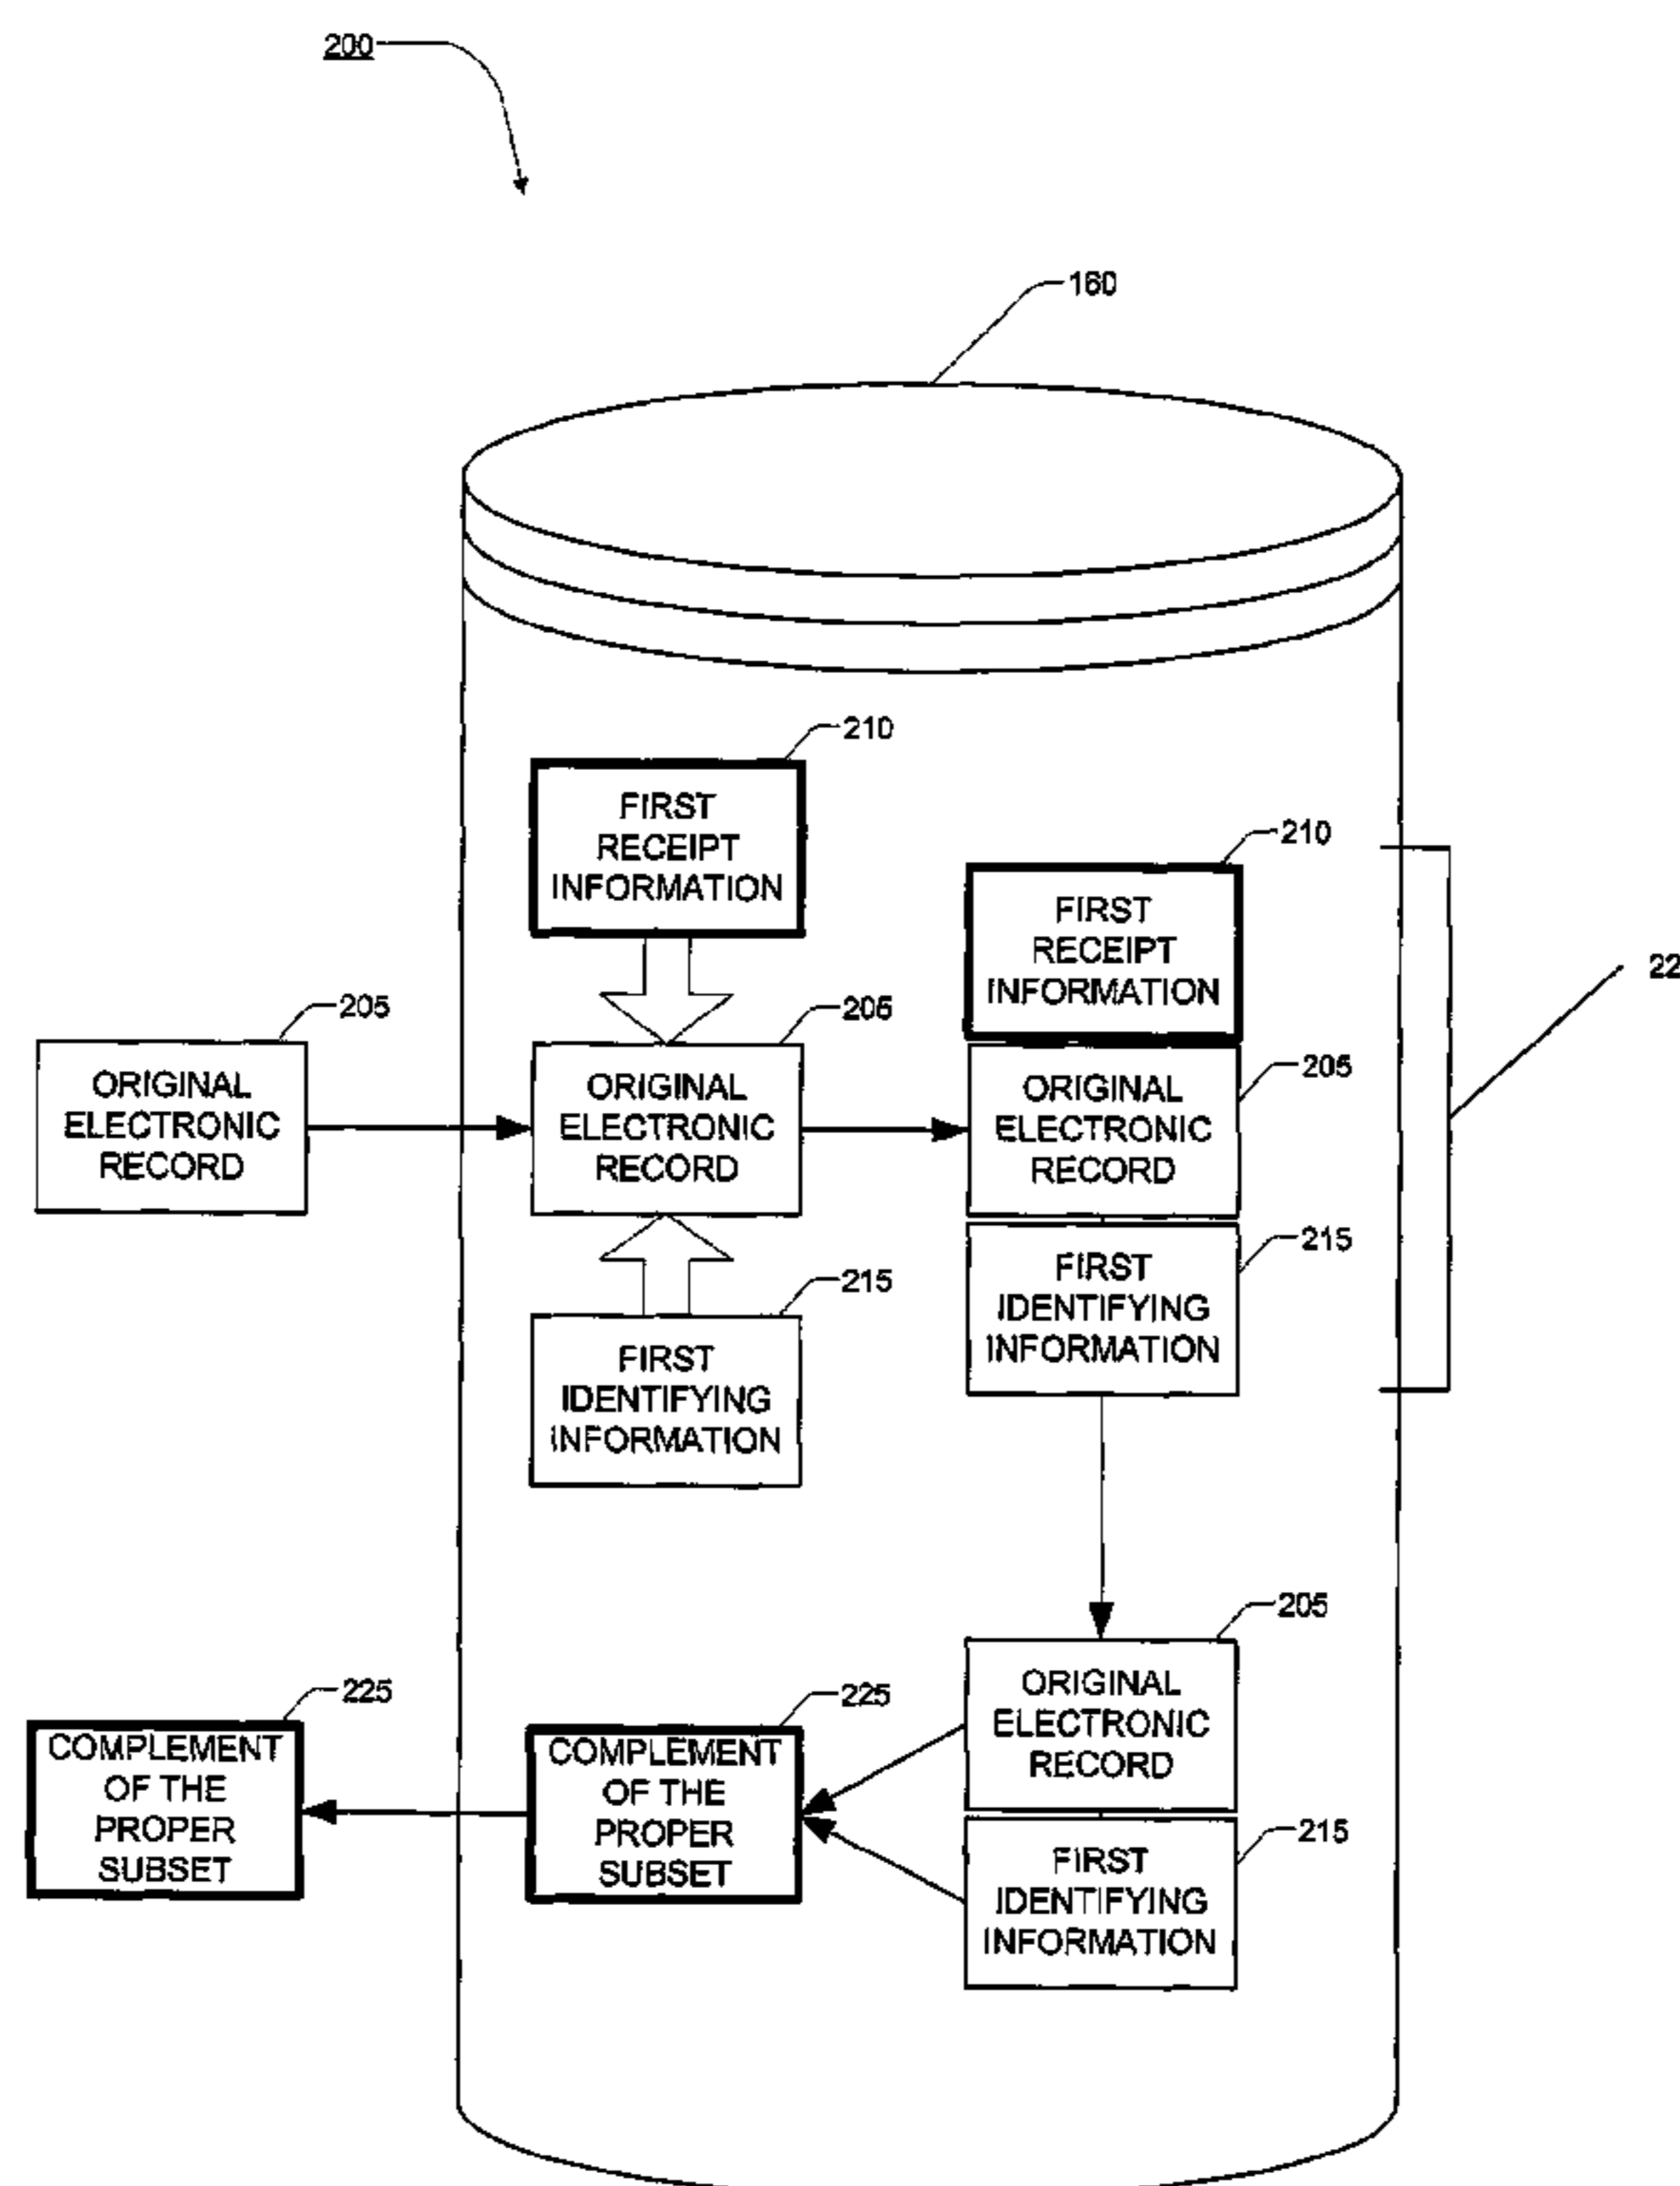 200
160
210
FIRST
RECEIPT
INFORMATION
210
FIRST
RECEIPT
INFORMATION
22
205
ORIGINAL
ELECTRONIC
RECORD
205
ORIGINAL
ELECTRONIC
RECORD
205
ORIGINAL
ELECTRONIC
RECORD
215
FIRST
IDENTIFYING
INFORMATION
215
FIRST
IDENTIFYING
INFORMATION
205
ORIGINAL
ELECTRONIC
RECORD
225
COMPLEMENT
OF THE
PROPER
SUBSET
225
COMPLEMENT
OF THE
PROPER
SUBSET
215
FIRST
IDENTIFYING
INFORMATION